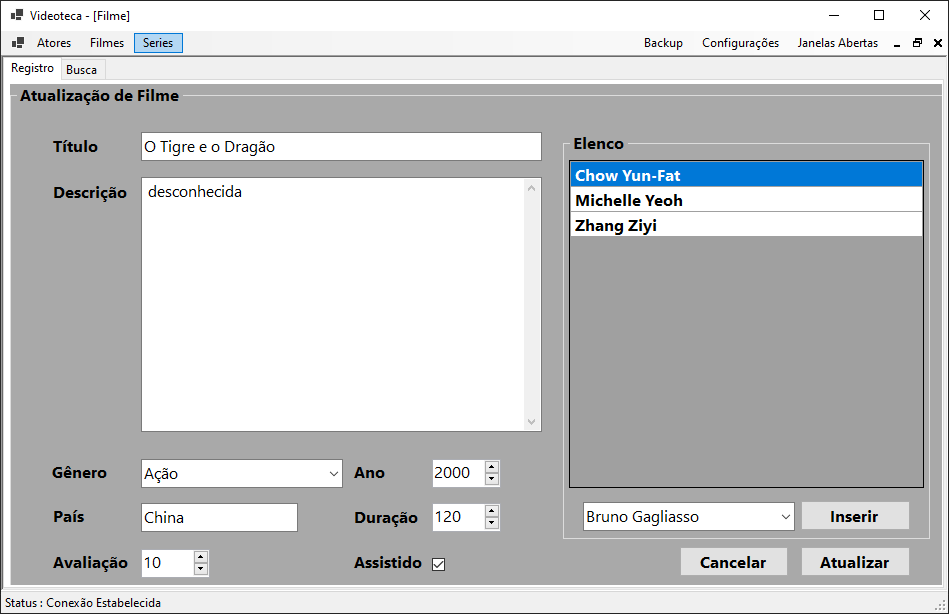 Videoteca - [Filme]
Atores Filmes Series Backup Configurações Janelas Abertas
Registro Busca
Atualização de Filme
Título O Tigre e o Dragão
Descrição desconhecida
Elenco
Chow Yun-Fat
Michelle Yeoh
Zhang Ziyi
Gênero Ação Ano 2000
País China Duração 120
Bruno Gagliasso Inserir
Avaliação 10 Assistido
Cancelar Atualizar
Status : Conexão Estabelecida